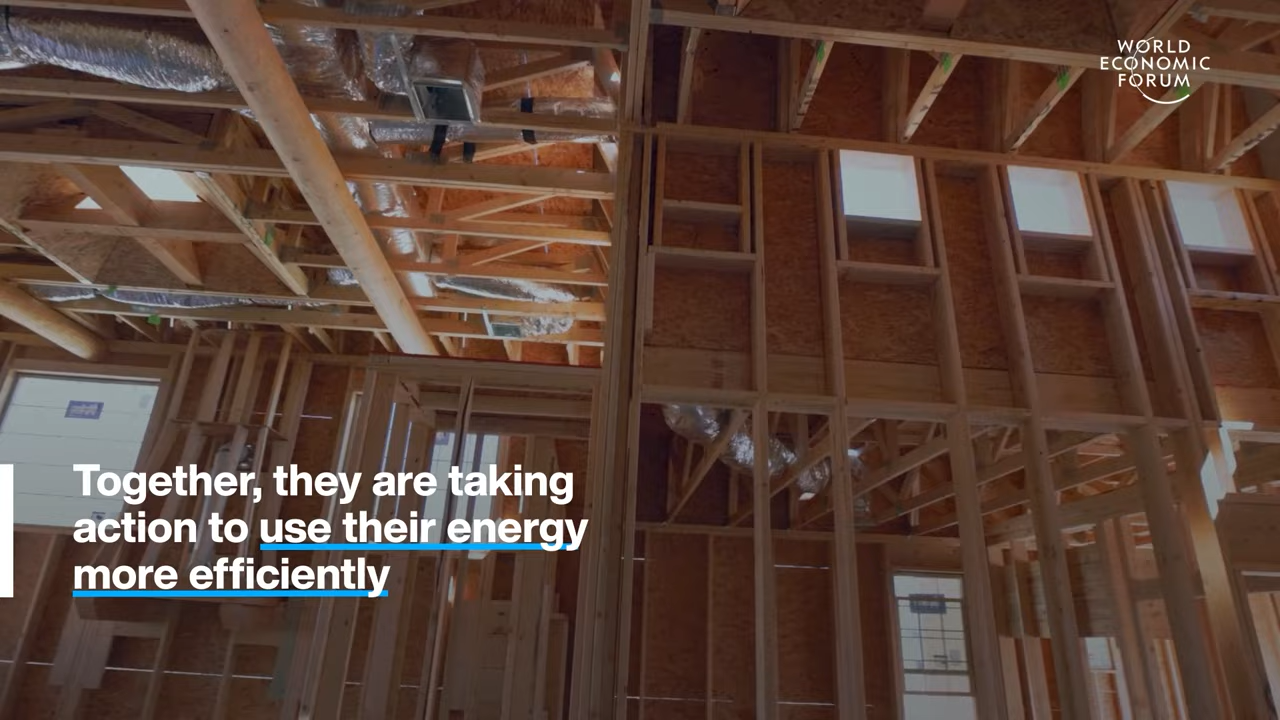 WORLD
ECONOMIC
FORUM
Together, they are taking
action to use their energy
more efficiently